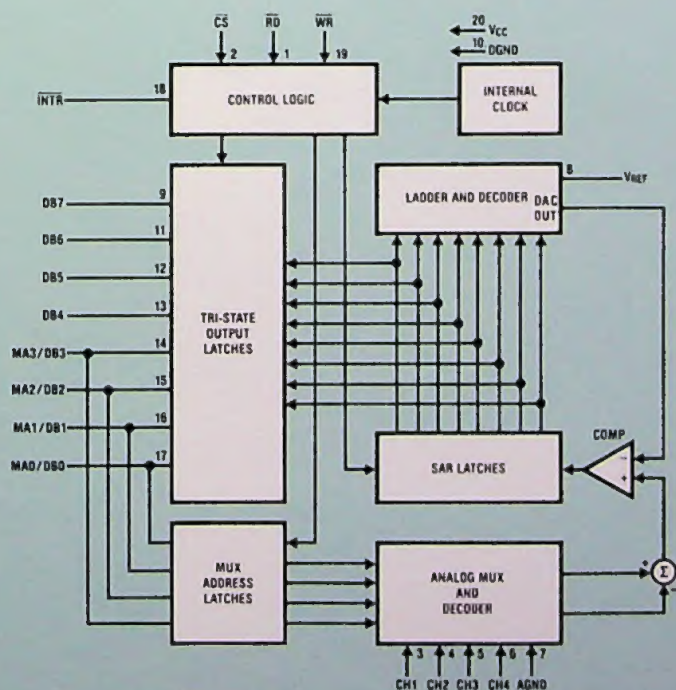 CS RD WR 20 VCC
2 1 19 10 DGND
INTR 18 CONTROL LOGIC INTERNAL
CLOCK
8 VREF
LADDER AND DECODER DAC
OUT
DB7 9
DB6 11
DB5 12
DB4 13
TRI-STATE
OUTPUT
LATCHES
MA3/DB3 14
MA2/DB2 15
MA1/DB1 16
MA0/DB0 17
COMP
SAR LATCHES
−
+
MUX
ADDRESS
LATCHES
ANALOG MUX
AND
DECODER
+ Σ −
3 4 5 6 7
CH1 CH2 CH3 CH4 AGND